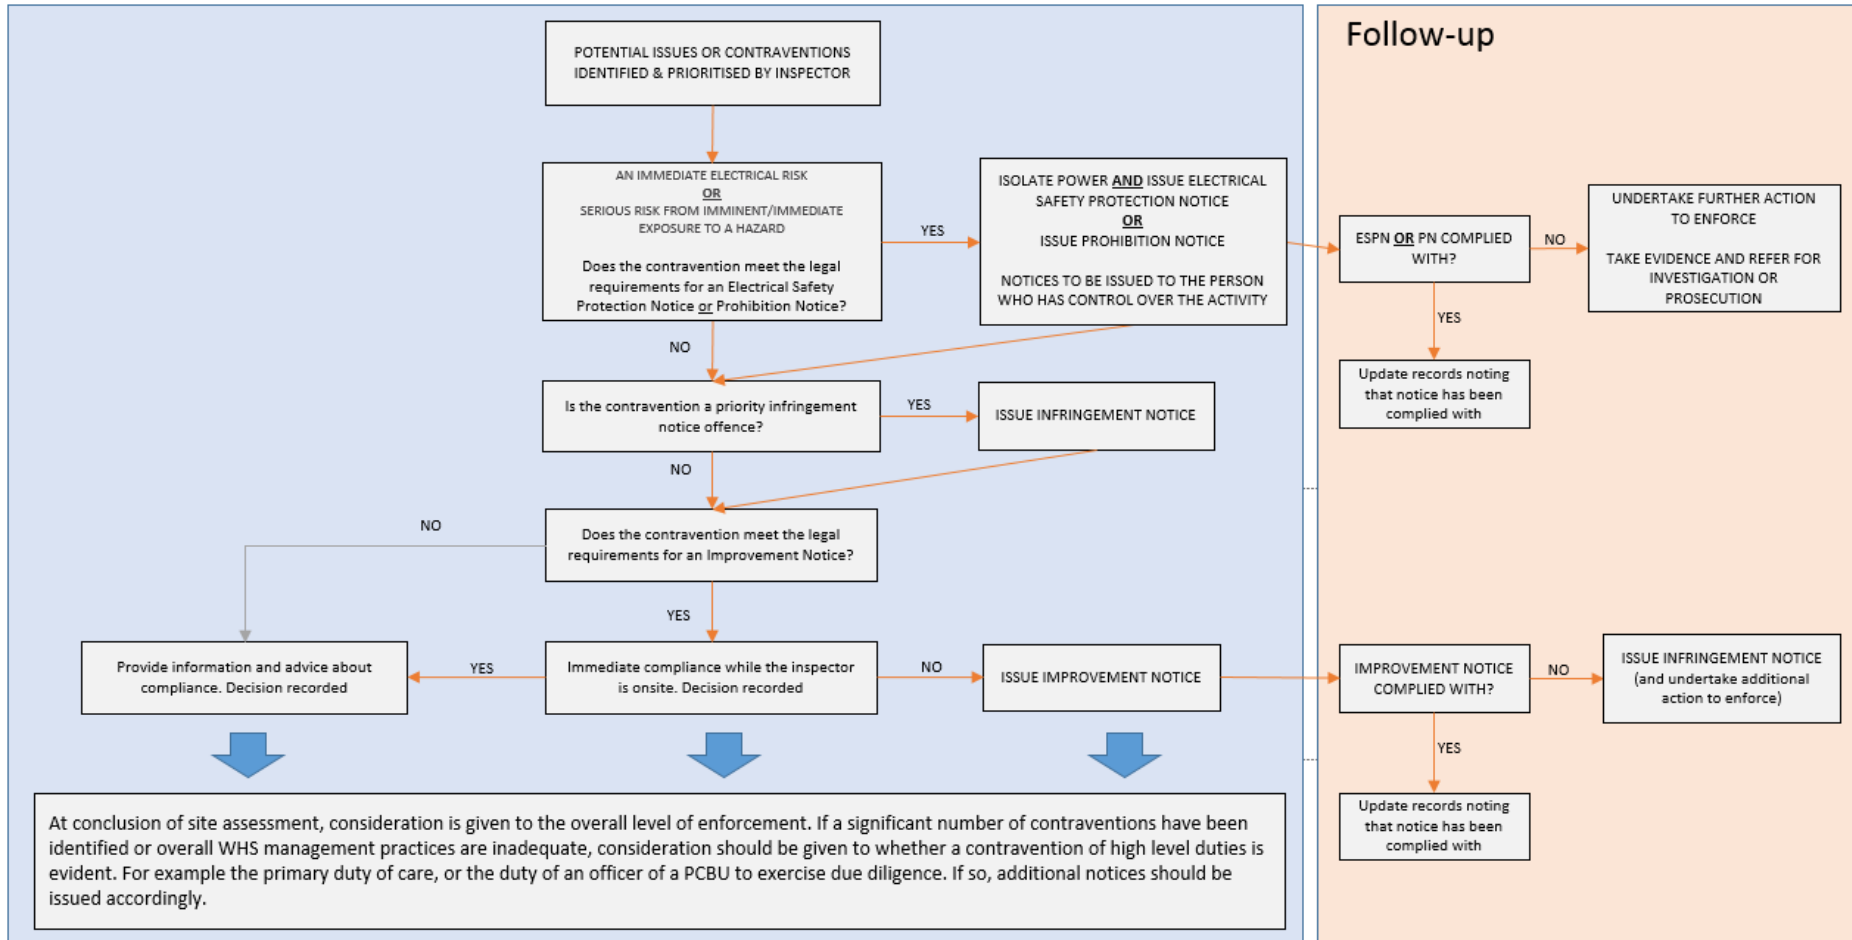 POTENTIAL ISSUES OR CONTRAVENTIONS
IDENTIFIED & PRIORITISED BY INSPECTOR
AN IMMEDIATE ELECTRICAL RISK
OR
SERIOUS RISK FROM IMMINENT/IMMEDIATE
EXPOSURE TO A HAZARD
Does the contravention meet the legal
requirements for an Electrical Safety
Protection Notice or Prohibition Notice?
YES
ISOLATE POWER AND ISSUE ELECTRICAL
SAFETY PROTECTION NOTICE
OR
ISSUE PROHIBITION NOTICE
NOTICES TO BE ISSUED TO THE PERSON
WHO HAS CONTROL OVER THE ACTIVITY
NO
Is the contravention a priority infringement
notice offence?
YES
ISSUE INFRINGEMENT NOTICE
NO
Does the contravention meet the legal
requirements for an Improvement Notice?
NO
YES
Provide information and advice about
compliance. Decision recorded
YES
Immediate compliance while the inspector
is onsite. Decision recorded
NO
ISSUE IMPROVEMENT NOTICE
At conclusion of site assessment, consideration is given to the overall level of enforcement. If a significant number of contraventions have been
identified or overall WHS management practices are inadequate, consideration should be given to whether a contravention of high level duties is
evident. For example the primary duty of care, or the duty of an officer of a PCBU to exercise due diligence. If so, additional notices should be
issued accordingly.
Follow-up
ESPN OR PN COMPLIED
WITH?
NO
UNDERTAKE FURTHER ACTION
TO ENFORCE
TAKE EVIDENCE AND REFER FOR
INVESTIGATION OR
PROSECUTION
YES
Update records noting
that notice has been
complied with
IMPROVEMENT NOTICE
COMPLIED WITH?
NO
ISSUE INFRINGEMENT NOTICE
(and undertake additional
action to enforce)
YES
Update records noting
that notice has been
complied with